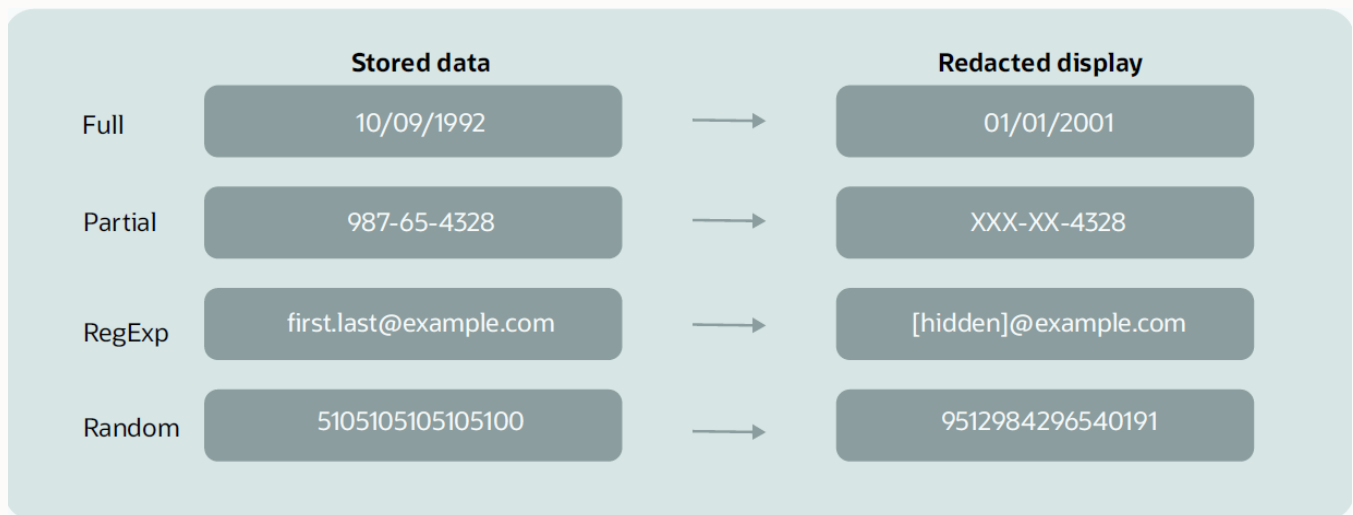 Stored data Redacted display
Full 10/09/1992 01/01/2001
Partial 987-65-4328 XXX-XX-4328
RegExp first.last@example.com [hidden]@example.com
Random 5105105105105100 9512984296540191